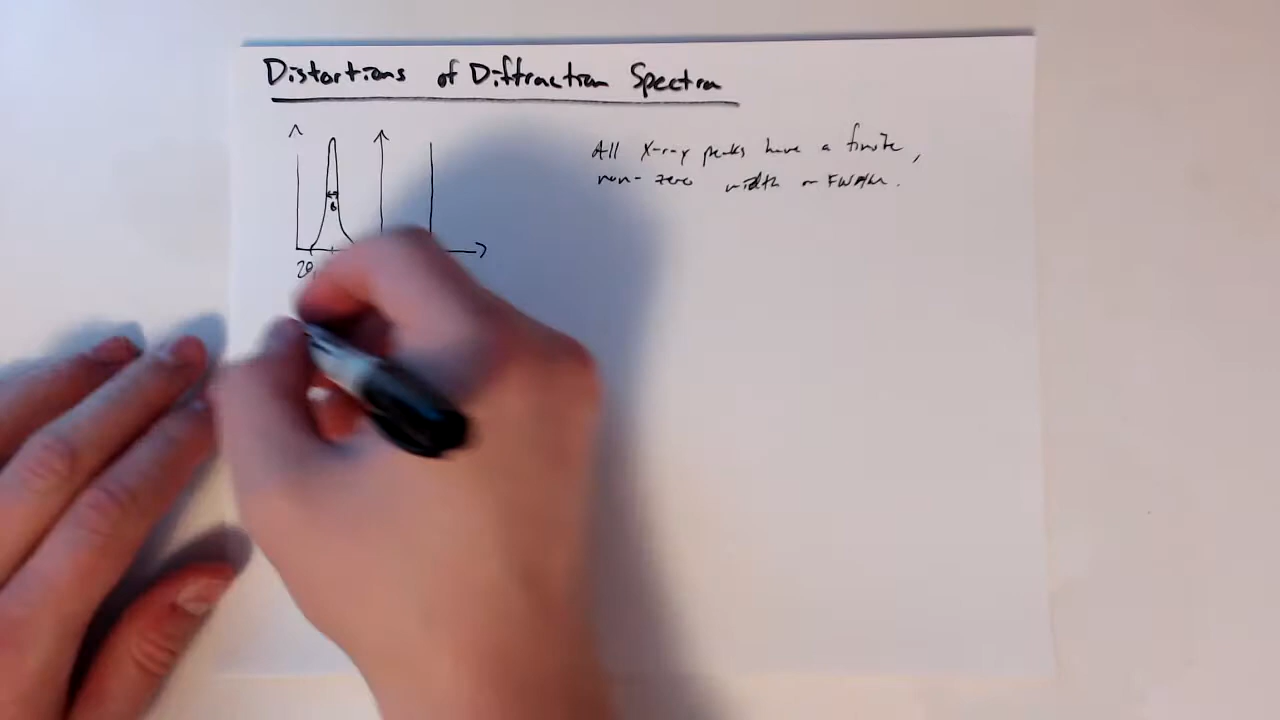 Distortions of Diffraction Spectra
All X-ray peaks have a finite,
non-zero width or FWHM.
B
2θ